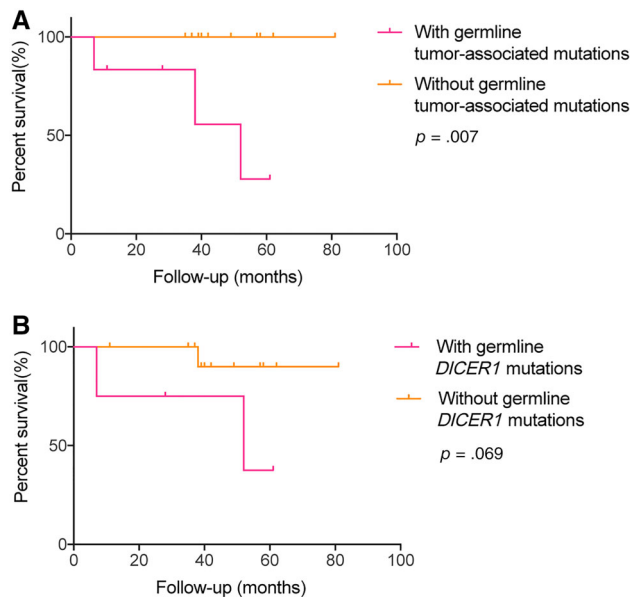 A
Percent survival(%)
100
50
0
0 20 40 60 80 100
Follow-up (months)
With germline
tumor-associated mutations
Without germline
tumor-associated mutations
p = .007
B
Percent survival(%)
100
50
0
0 20 40 60 80 100
Follow-up (months)
With germline
DICER1 mutations
Without germline
DICER1 mutations
p = .069